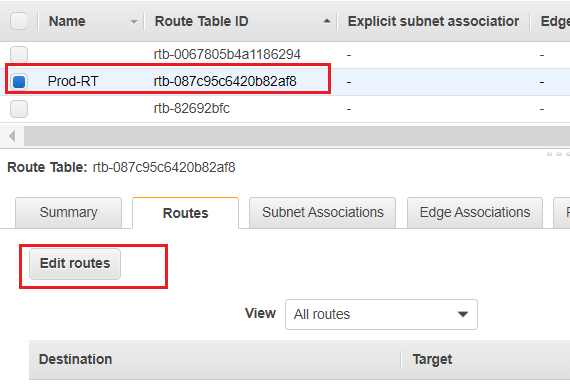 Name Route Table ID Explicit subnet associatior Edge
rtb-0067805b4a1186294 - -
Prod-RT rtb-087c95c6420b82af8 - -
rtb-82692bfc - -
Route Table: rtb-087c95c6420b82af8
Summary Routes Subnet Associations Edge Associations
Edit routes
View All routes
Destination Target